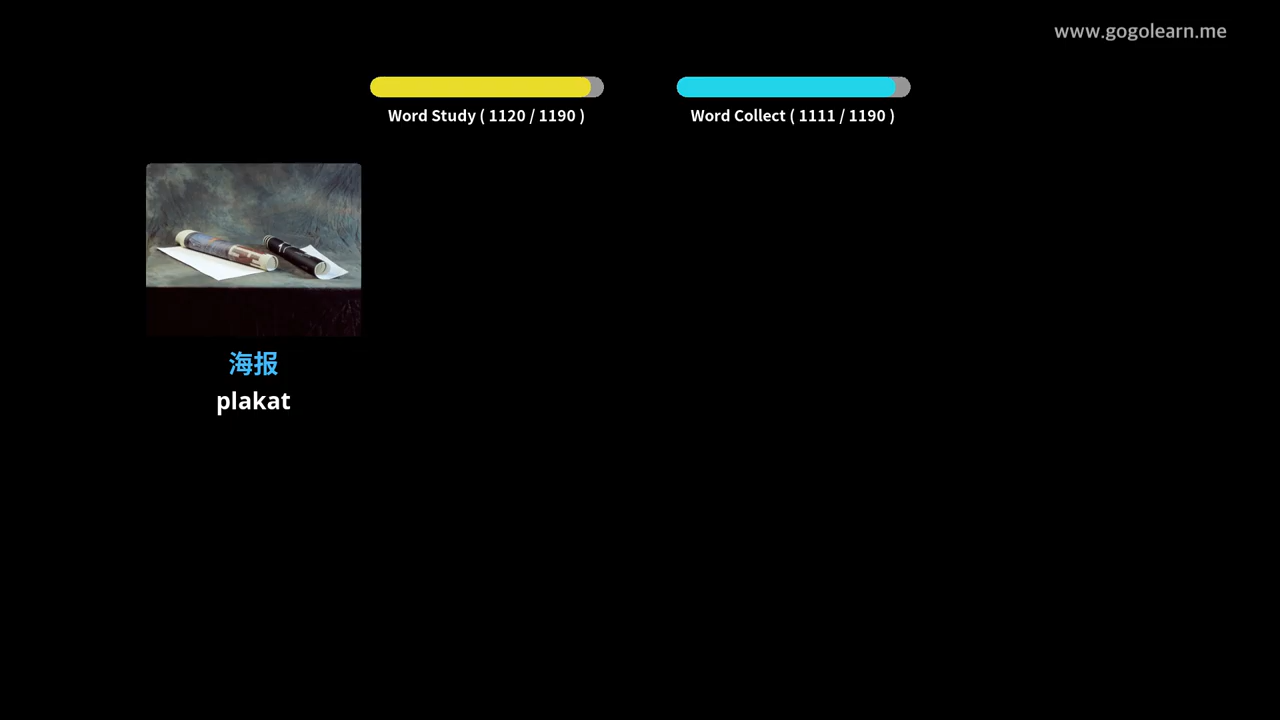 www.gogolearn.me
Word Study ( 1120 / 1190 )
Word Collect ( 1111 / 1190 )
海报
plakat